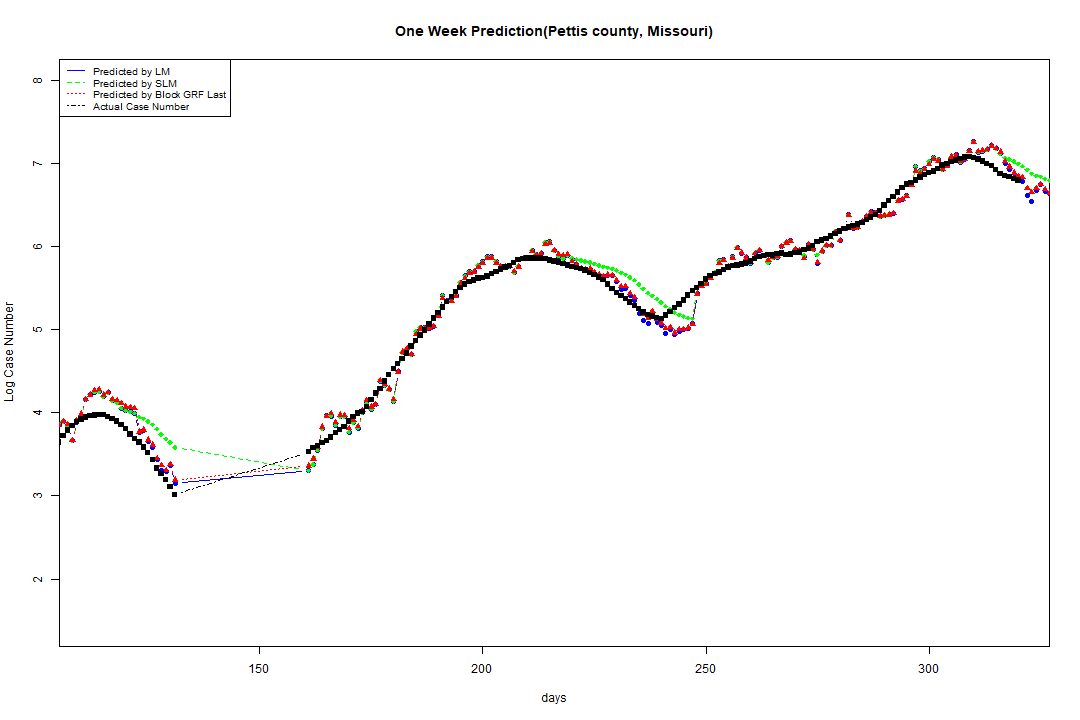 One Week Prediction(Pettis county, Missouri)
Predicted by LM
Predicted by SLM
Predicted by Block GRF Last
Actual Case Number
8
7
6
5
4
3
2
Log Case Number
150 200 250 300
days